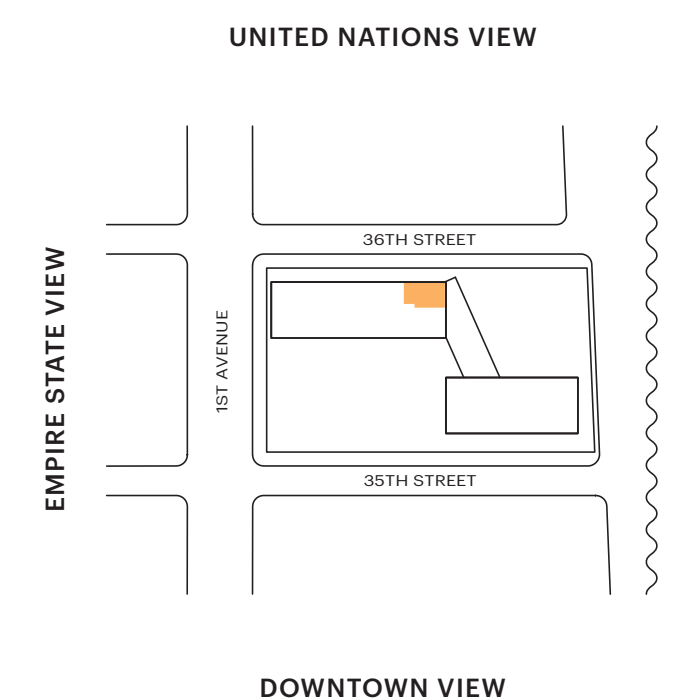 UNITED NATIONS VIEW
36TH STREET
EMPIRE STATE VIEW
1ST AVENUE
35TH STREET
DOWNTOWN VIEW